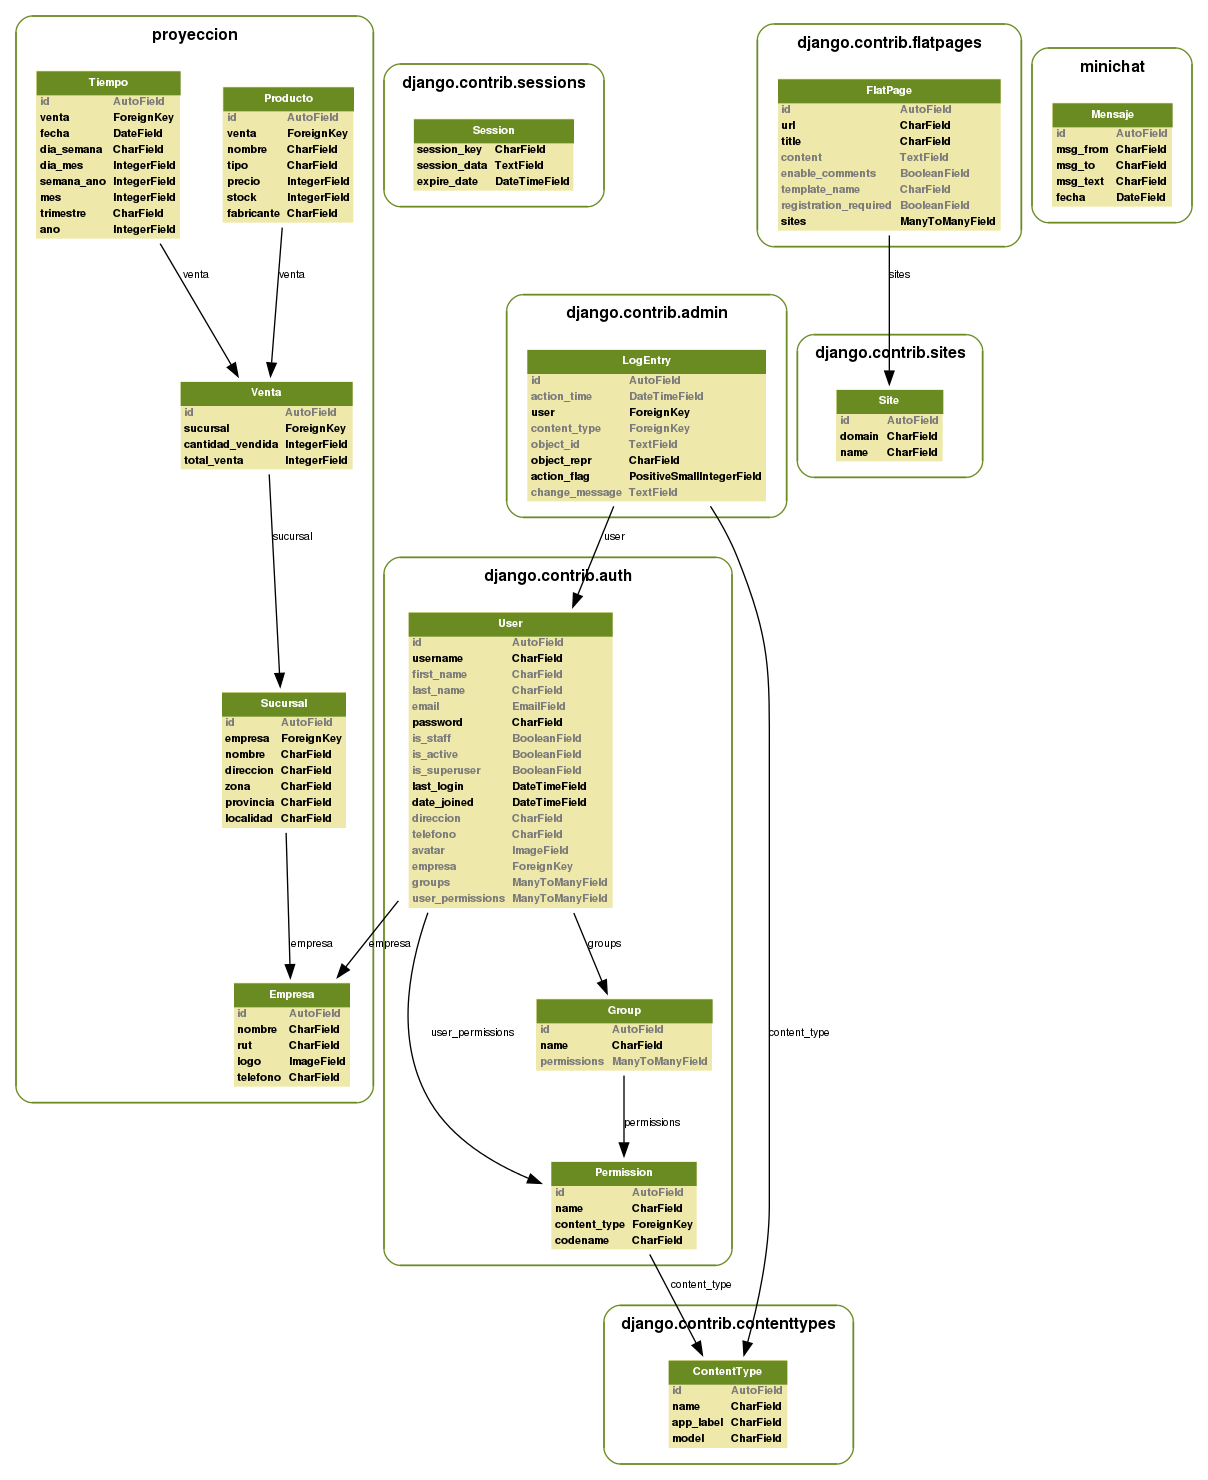 proyeccion
Tiempo
id AutoField
venta ForeignKey
fecha DateField
dia_semana CharField
dia_mes IntegerField
semana_ano IntegerField
mes IntegerField
trimestre CharField
ano IntegerField
Producto
id AutoField
venta ForeignKey
nombre CharField
tipo CharField
precio IntegerField
stock IntegerField
fabricante CharField
venta
venta
Venta
id AutoField
sucursal ForeignKey
cantidad_vendida IntegerField
total_venta IntegerField
sucursal
Sucursal
id AutoField
empresa ForeignKey
nombre CharField
direccion CharField
zona CharField
provincia CharField
localidad CharField
empresa
empresa
Empresa
id AutoField
nombre CharField
rut CharField
logo ImageField
telefono CharField
django.contrib.sessions
Session
session_key CharField
session_data TextField
expire_date DateTimeField
django.contrib.flatpages
FlatPage
id AutoField
url CharField
title CharField
content TextField
enable_comments BooleanField
template_name CharField
registration_required BooleanField
sites ManyToManyField
sites
minichat
Mensaje
id AutoField
msg_from CharField
msg_to CharField
msg_text CharField
fecha DateField
django.contrib.admin
LogEntry
id AutoField
action_time DateTimeField
user ForeignKey
content_type ForeignKey
object_id TextField
object_repr CharField
action_flag PositiveSmallIntegerField
change_message TextField
django.contrib.sites
Site
id AutoField
domain CharField
name CharField
user
django.contrib.auth
User
id AutoField
username CharField
first_name CharField
last_name CharField
email EmailField
password CharField
is_staff BooleanField
is_active BooleanField
is_superuser BooleanField
last_login DateTimeField
date_joined DateTimeField
direccion CharField
telefono CharField
avatar ImageField
empresa ForeignKey
groups ManyToManyField
user_permissions ManyToManyField
groups
user_permissions
Group
id AutoField
name CharField
permissions ManyToManyField
content_type
permissions
Permission
id AutoField
name CharField
content_type ForeignKey
codename CharField
content_type
django.contrib.contenttypes
ContentType
id AutoField
name CharField
app_label CharField
model CharField